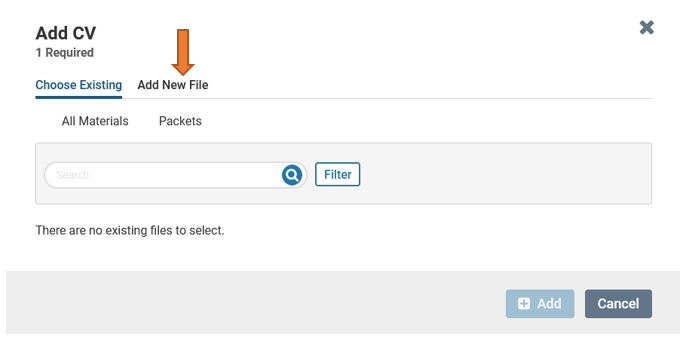 Add CV
1 Required
Choose Existing Add New File
All Materials Packets
Search Filter
There are no existing files to select.
Add Cancel